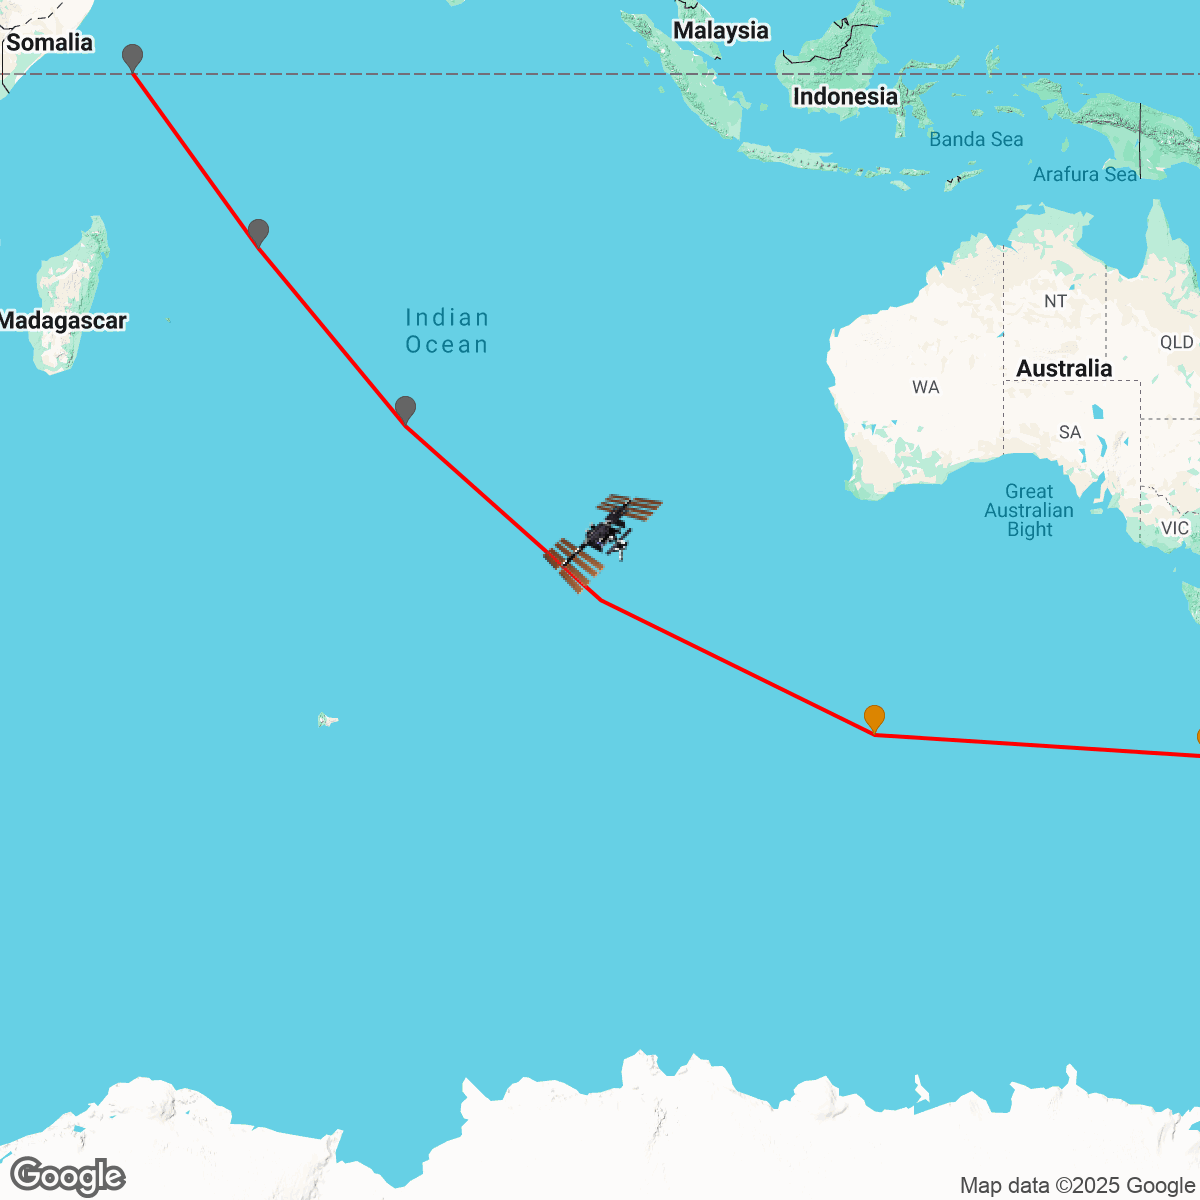 Malaysia
Somalia
Indonesia
Banda Sea
Arafura Sea
NT
Indian
Ocean
Madagascar
QLD
Australia
WA
SA
Great
Australian
Bight
VIC
Google
Map data ©2025 Google